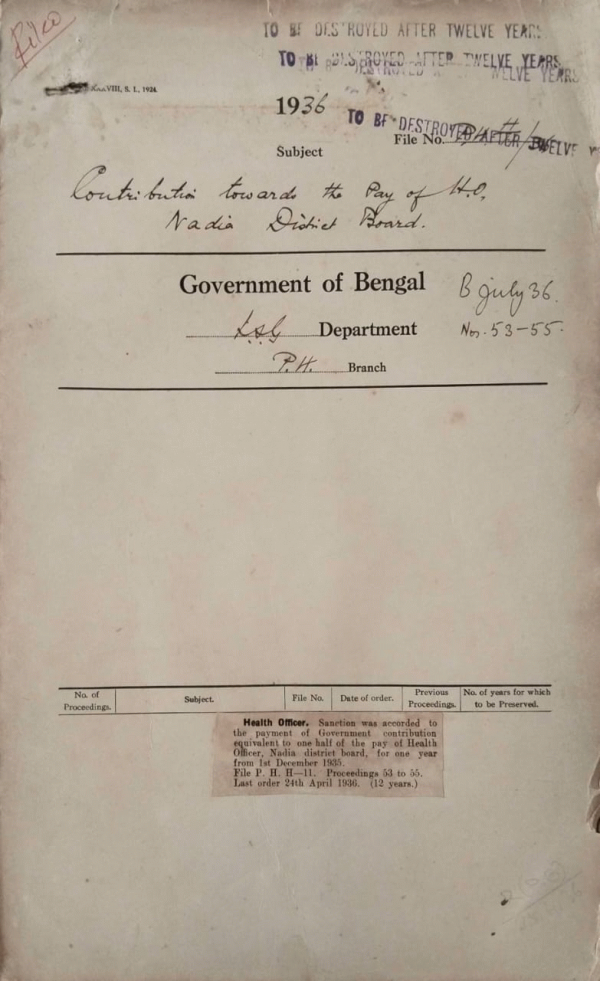 TO BE DESTROYED AFTER TWELVE YEARS
TO BE DESTROYED AFTER TWELVE YEARS
VIII, S. I., 1924.
1936
TO BE DESTROYED AFTER TWELVE
File No.
Subject
Contribution towards the Pay of H.O,
Nadia District Board.
Government of Bengal
B July 36.
L.S.G Department
Nos. 53-55.
P.H. Branch
No. of Proceedings. Subject. File No. Date of order. Previous Proceedings. No. of years for which to be Preserved.
Health Officer. Sanction was accorded to
the payment of Government contribution
equivalent to one half of the pay of Health
Officer, Nadia district board, for one year
from 1st December 1935.
File P. H. H—11. Proceedings 53 to 55.
Last order 24th April 1936. (12 years.)